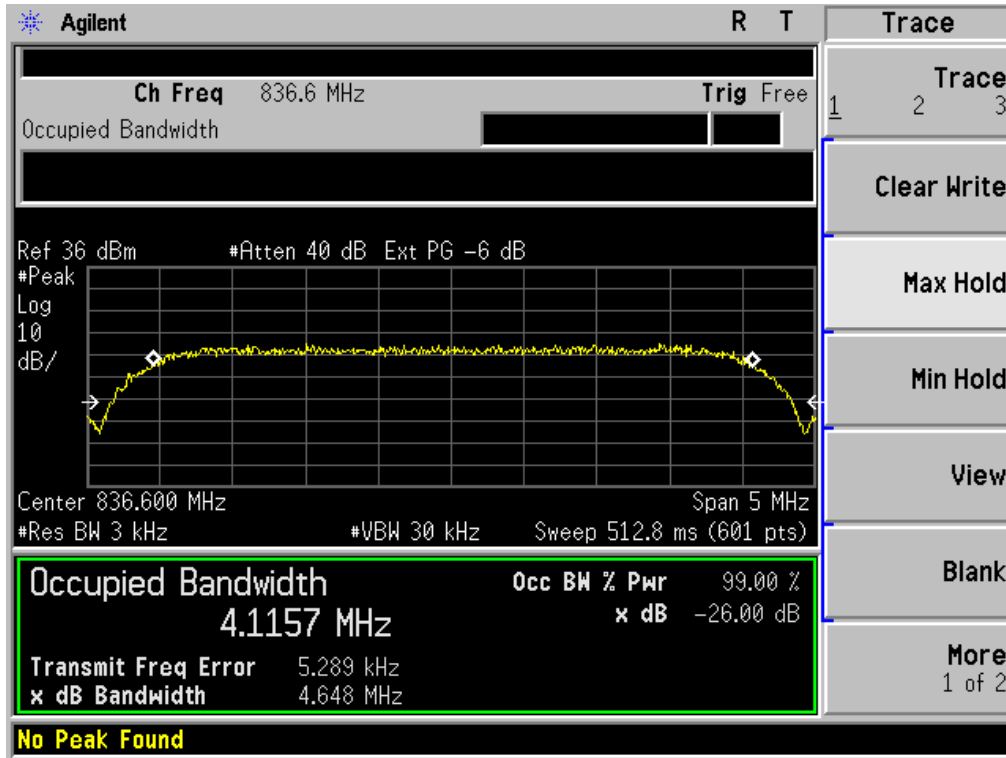 Agilent R T
Ch Freq 836.6 MHz Trig Free
Occupied Bandwidth
Ref 36 dBm #Atten 40 dB Ext PG -6 dB
#Peak
Log
10
dB/
Center 836.600 MHz Span 5 MHz
#Res BW 3 kHz #VBW 30 kHz Sweep 512.8 ms (601 pts)
Occupied Bandwidth Occ BW % Pwr 99.00 %
4.1157 MHz x dB -26.00 dB
Transmit Freq Error 5.289 kHz
x dB Bandwidth 4.648 MHz
No Peak Found
Trace
Trace
1 2 3
Clear Write
Max Hold
Min Hold
View
Blank
More
1 of 2